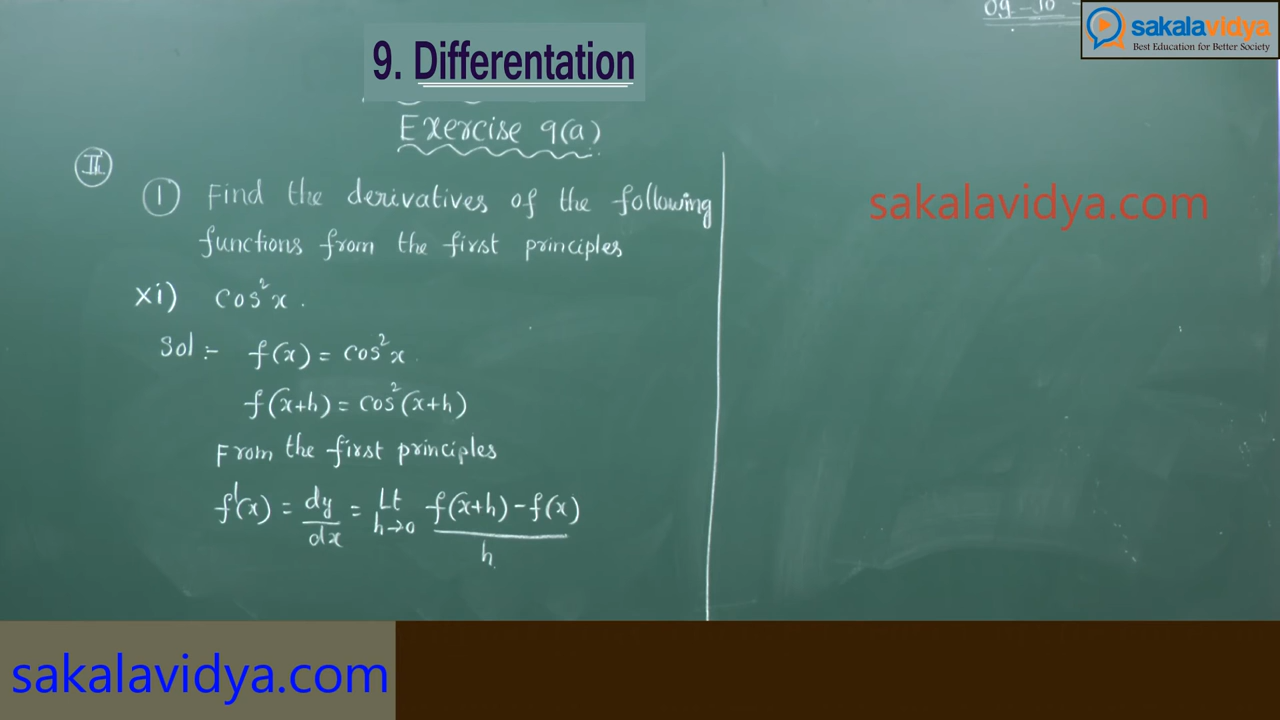 09-10
sakalavidya
Best Education for Better Society
9. Differentation
Exercise 9(a)
II
1 Find the derivatives of the following
functions from the first principles
sakalavidya.com
xi) cos²x.
Sol :- f(x) = cos²x.
f(x+h) = cos²(x+h)
From the first principles
f'(x) = dy/dx = Lt h→0 f(x+h) - f(x) / h
sakalavidya.com